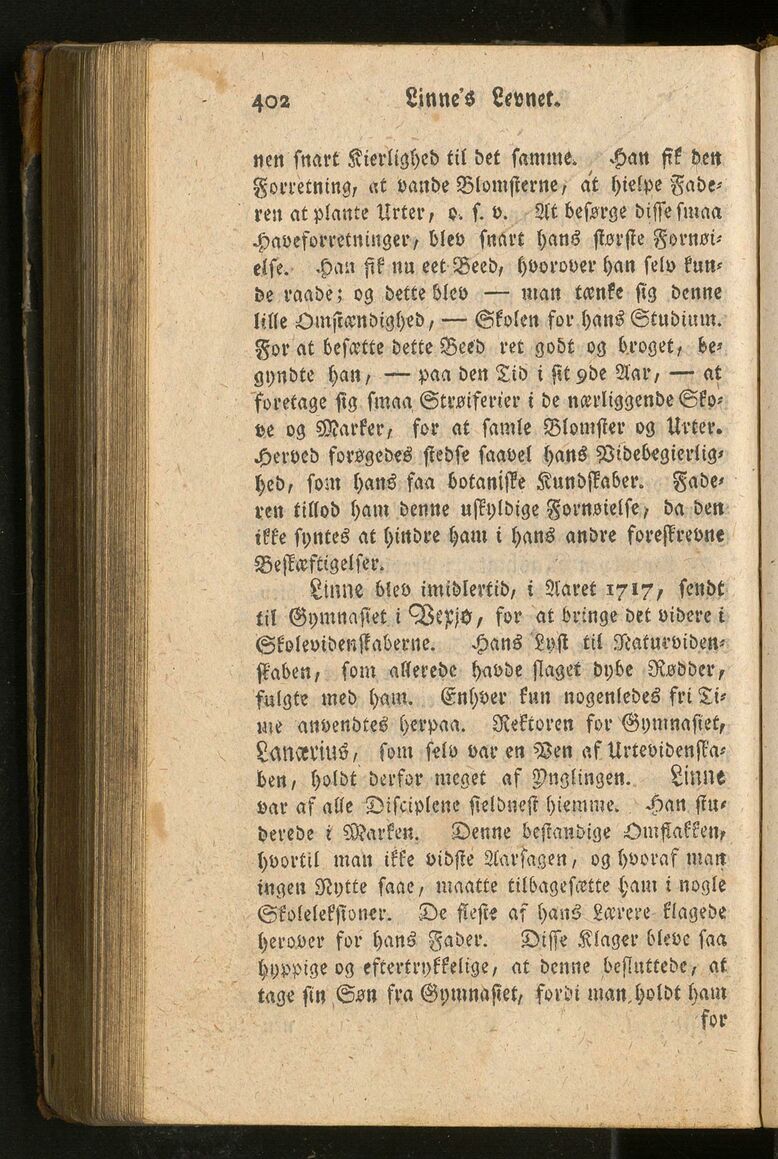 402 Linne's Levnet.
nen snart Kierlighed til det samme. Han fik den
Forretning, at vande Blomsterne, at hielpe Fade-
ren at plante Urter, o. s. v. At besørge disse smaa
Haveforretninger, blev snart hans største Fornøi-
else. Han fik nu eet Beed, hvorover han selv kun-
de raade; og dette blev — man tænke sig denne
lille Omstændighed, — Skolen for hans Studium.
For at besætte dette Beed ret godt og broget, be-
gyndte han, — paa den Tid i sit 9de Aar, — at
foretage sig smaa Strøiferier i de nærliggende Sko-
ve og Marker, for at samle Blomster og Urter.
Herved forøgedes stedse saavel hans Videbegierlig-
hed, som hans faa botaniske Kundskaber. Fade-
ren tillod ham denne uskyldige Fornøielse, da den
ikke syntes at hindre ham i hans andre foreskrevne
Beskæftigelser.
Linne blev imidlertid, i Aaret 1717, sendt
til Gymnasiet i Vexjø, for at bringe det videre i
Skolevidenskaberne. Hans Lyst til Naturviden-
skaben, som allerede havde slaget dybe Rødder,
fulgte med ham. Enhver kun nogenledes fri Ti-
me anvendtes herpaa. Rektoren for Gymnasiet,
Lanærius, som selv var en Ven af Urtevidenska-
ben, holdt derfor meget af Ynglingen. Linne
var af alle Disciplene sieldnest hiemme. Han stu-
derede i Marken. Denne bestandige Omflakken,
hvortil man ikke vidste Aarsagen, og hvoraf man
ingen Nytte saae, maatte tilbagesætte ham i nogle
Skolelektioner. De fleste af hans Lærere klagede
herover for hans Fader. Disse Klager bleve saa
hyppige og eftertrykkelige, at denne besluttede, at
tage sin Søn fra Gymnasiet, fordi man holdt ham
for